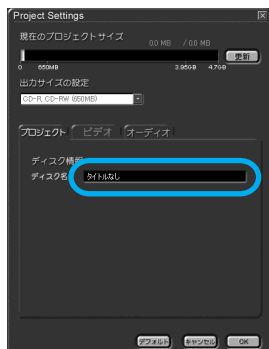 Project Settings
現在のプロジェクトサイズ
0.0 MB / 0.0 MB
更新
0 650MB 3.95GB 4.7GB
出力サイズの設定
CD-R, CD-RW (650MB)
プロジェクト ビデオ オーディオ
ディスク情報
ディスク名 タイトルなし
デフォルト キャンセル OK